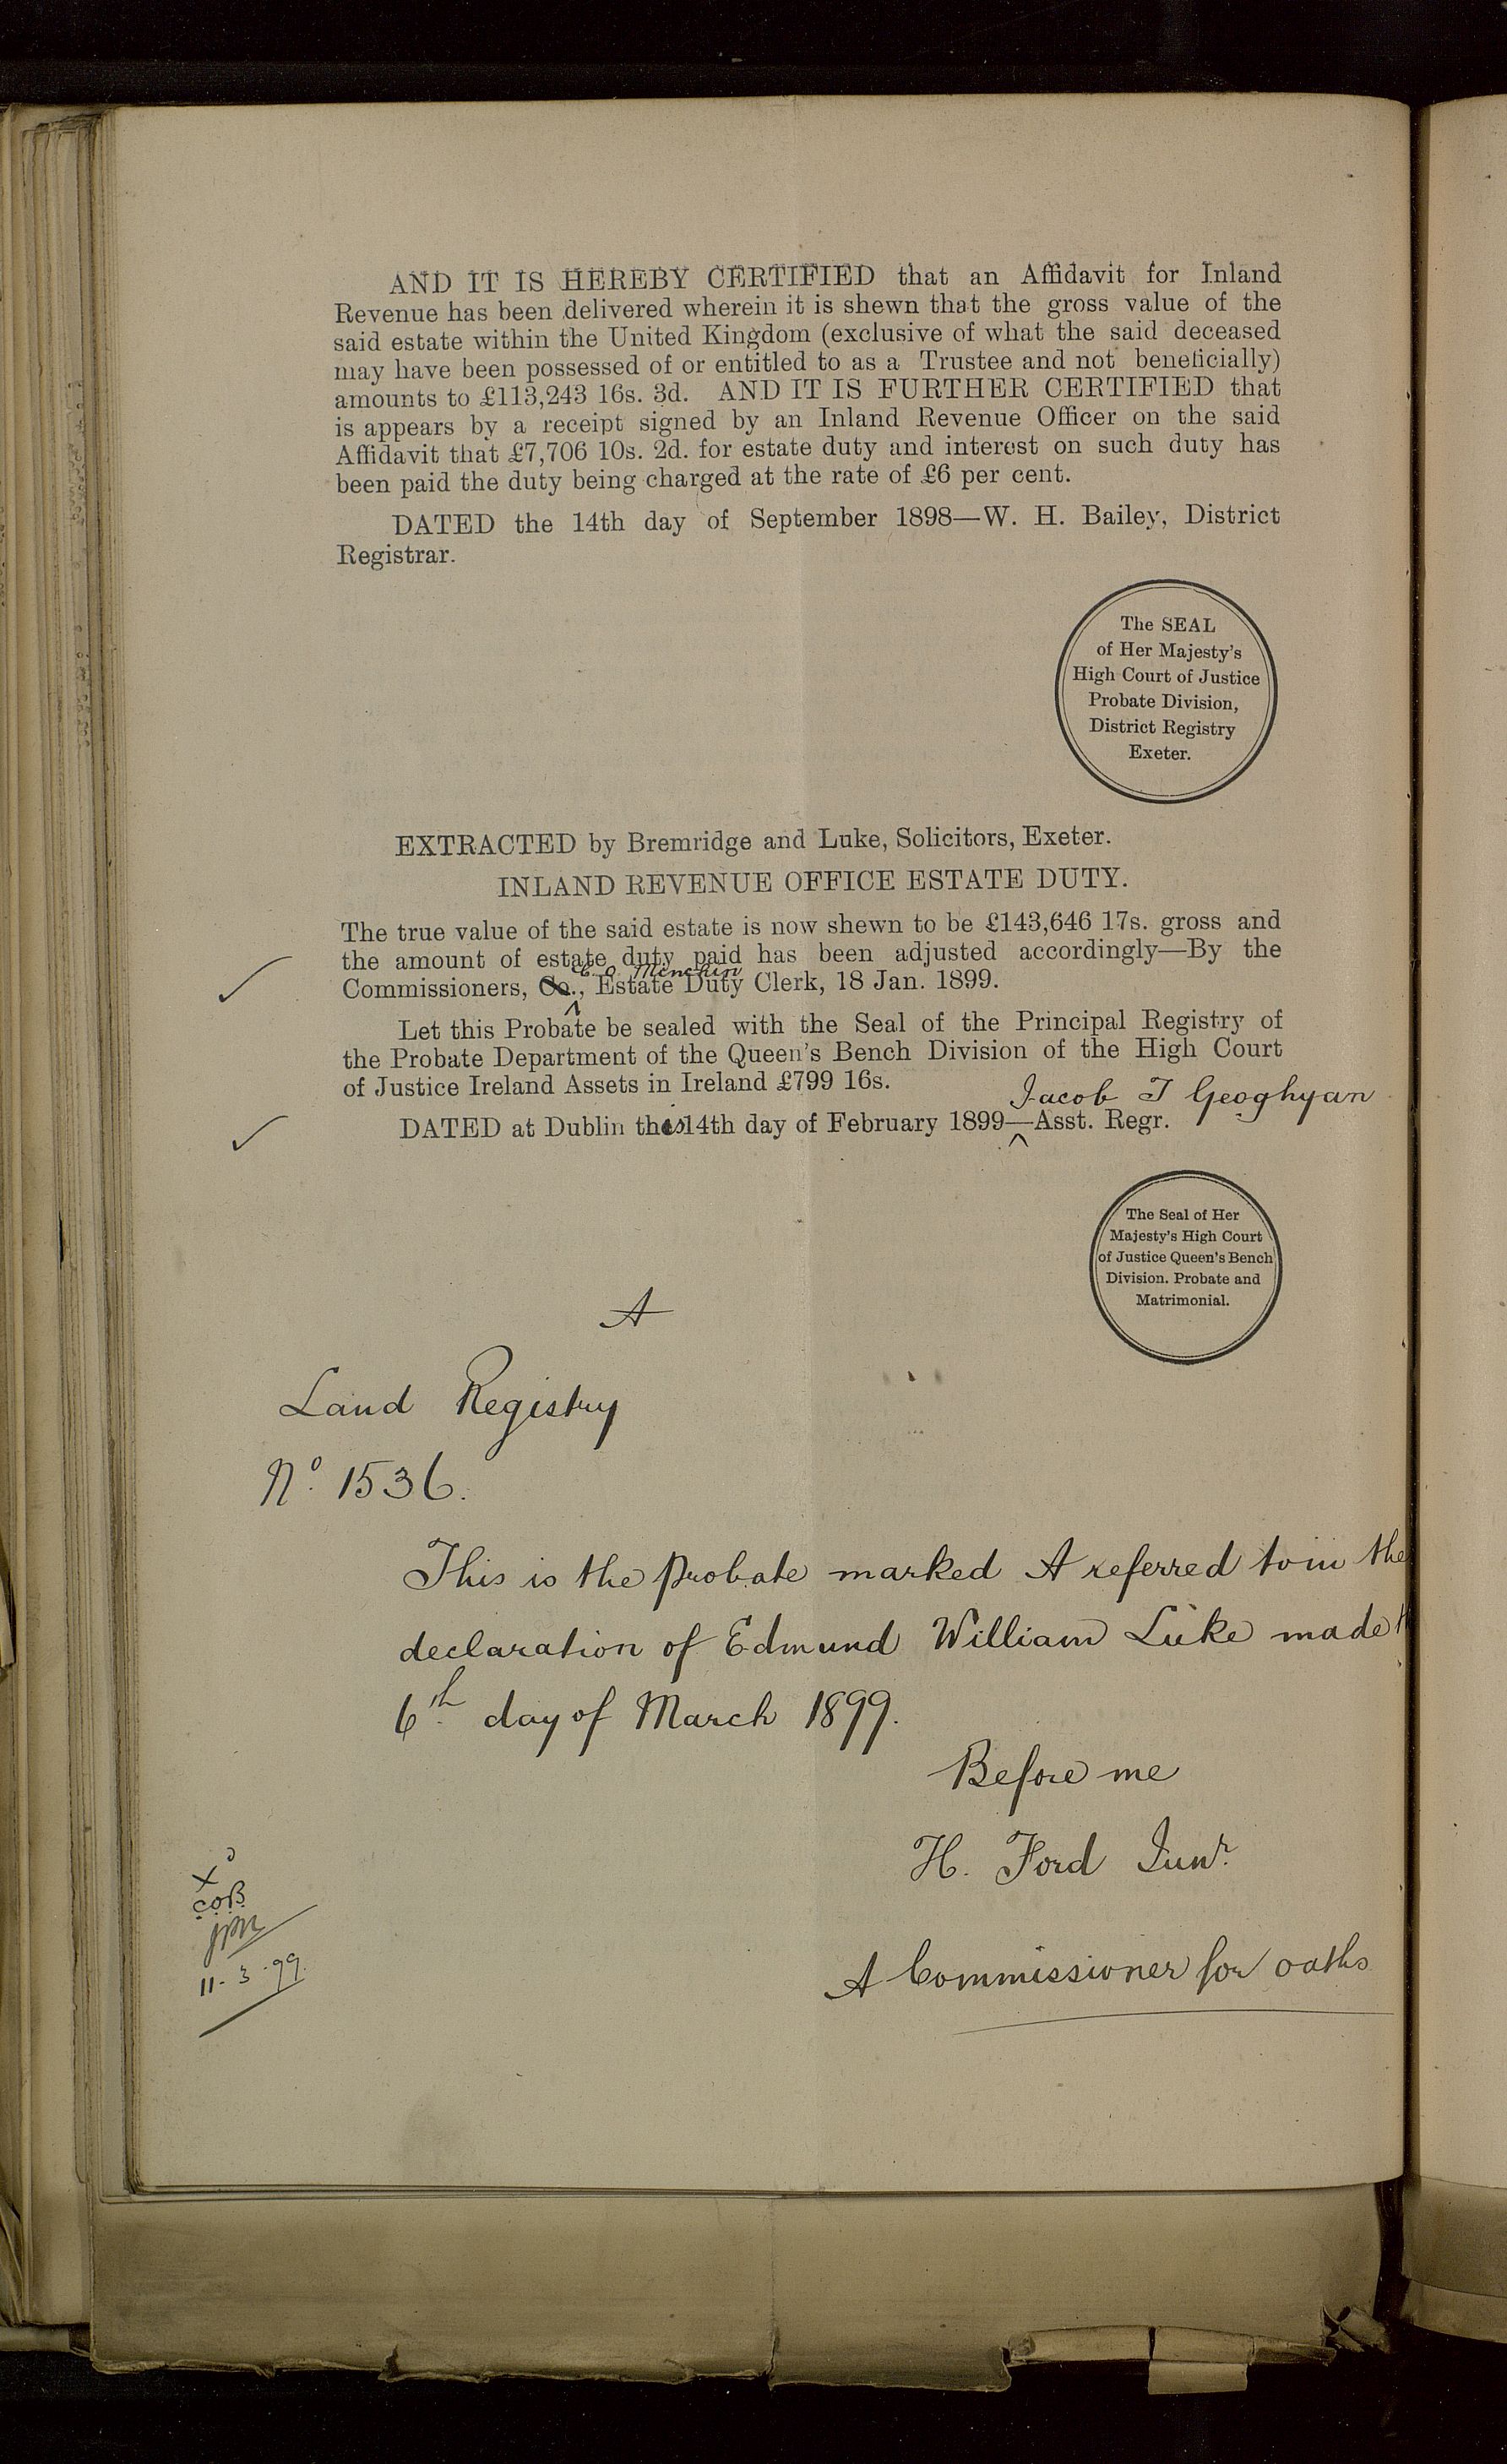 AND IT IS HEREBY CERTIFIED that an Affidavit for Inland
Revenue has been delivered wherein it is shewn that the gross value of the
said estate within the United Kingdom (exclusive of what the said deceased
may have been possessed of or entitled to as a Trustee and not beneficially)
amounts to £113,243 16s. 3d. AND IT IS FURTHER CERTIFIED that
is appears by a receipt signed by an Inland Revenue Officer on the said
Affidavit that £7,706 10s. 2d. for estate duty and interest on such duty has
been paid the duty being charged at the rate of £6 per cent.
DATED the 14th day of September 1898—W. H. Bailey, District
Registrar.
The SEAL
of Her Majesty's
High Court of Justice
Probate Division,
District Registry
Exeter.
EXTRACTED by Bremridge and Luke, Solicitors, Exeter.
INLAND REVENUE OFFICE ESTATE DUTY.
The true value of the said estate is now shewn to be £143,646 17s. gross and
the amount of estate duty paid has been adjusted accordingly—By the
Minchin
Commissioners, Co., Estate Duty Clerk, 18 Jan. 1899.
Let this Probate be sealed with the Seal of the Principal Registry of
the Probate Department of the Queen's Bench Division of the High Court
of Justice Ireland Assets in Ireland £799 16s.
Jacob T Geoghyan
DATED at Dublin this 14th day of February 1899—Asst. Regr.
The Seal of Her
Majesty's High Court
of Justice Queen's Bench
Division. Probate and
Matrimonial.
A
Land Registry
No. 1536.
This is the Probate marked A referred to in the
declaration of Edmund William Luke made
6th day of March 1899.
Before me
H. Ford Junr.
A Commissioner for oaths
11-3-99.